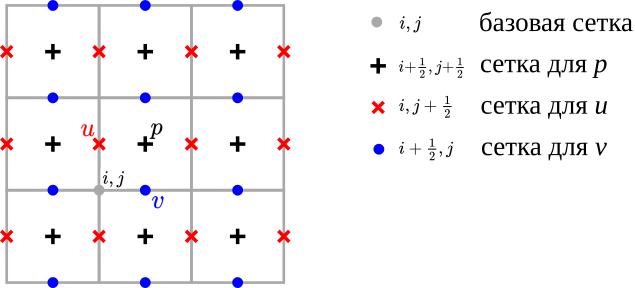 i, j базовая сетка
i+\frac{1}{2}, j+\frac{1}{2} сетка для p
u p
i, j + \frac{1}{2} сетка для u
i + \frac{1}{2}, j сетка для v
i, j
v